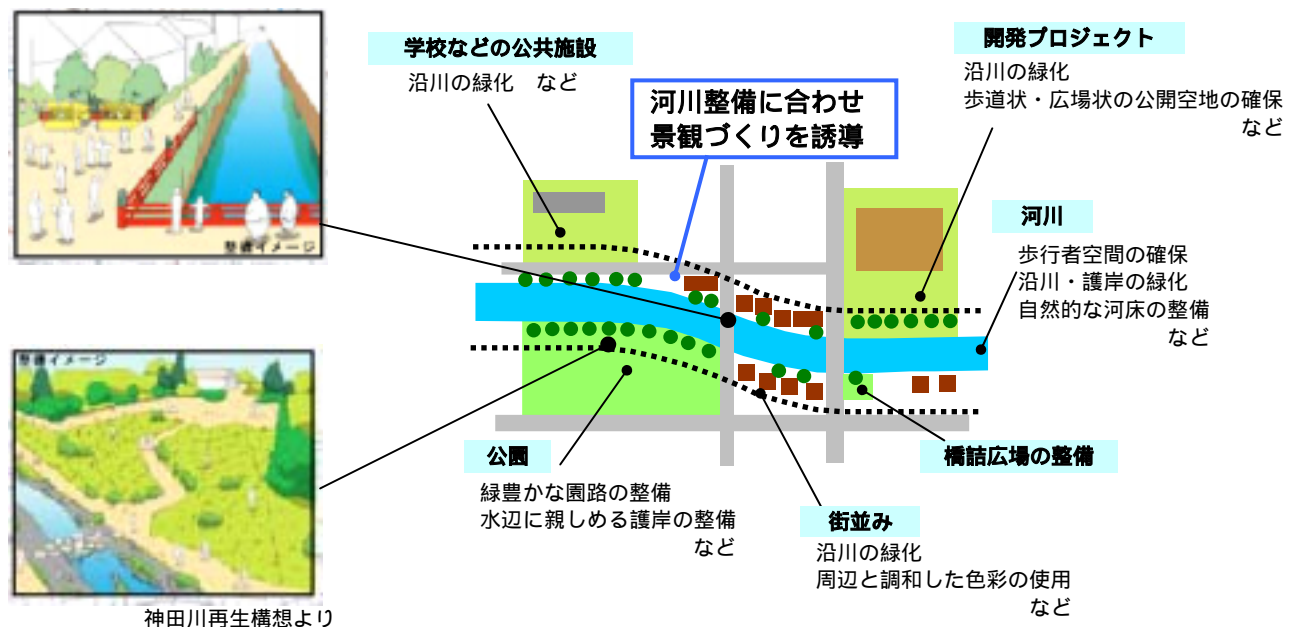 整備イメージ
整備イメージ
神田川再生構想より
学校などの公共施設
沿川の緑化　など
河川整備に合わせ
景観づくりを誘導
開発プロジェクト
沿川の緑化
歩道状・広場状の公開空地の確保
など
河川
歩行者空間の確保
沿川・護岸の緑化
自然的な河床の整備
など
公園
緑豊かな園路の整備
水辺に親しめる護岸の整備
など
街並み
沿川の緑化
周辺と調和した色彩の使用
など
橋詰広場の整備